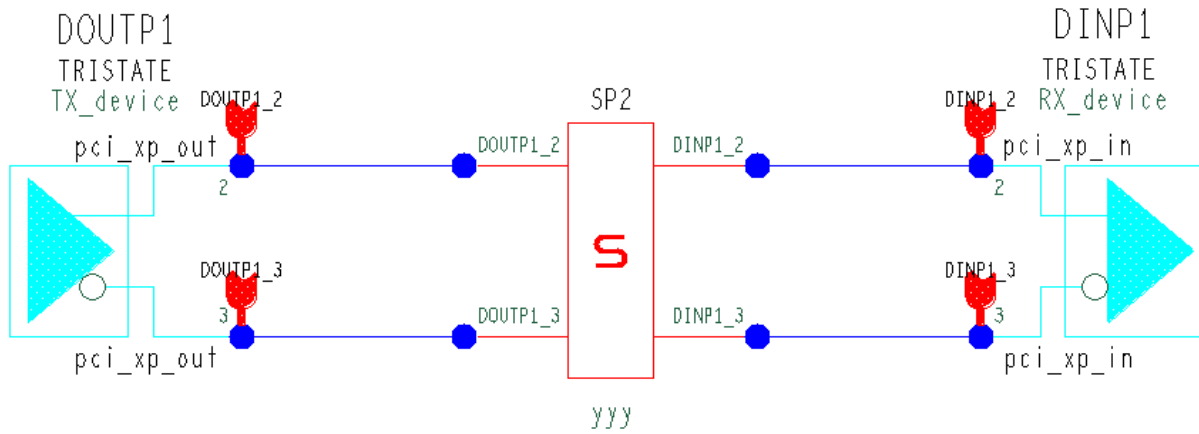 DOUTP1
TRISTATE
TX_device
DOUTP1_2
pci_xp_out
2
DOUTP1_3
3
pci_xp_out
SP2
DOUTP1_2
DINP1_2
S
DOUTP1_3
DINP1_3
yyy
DINP1
TRISTATE
RX_device
DINP1_2
pci_xp_in
2
DINP1_3
3
pci_xp_in